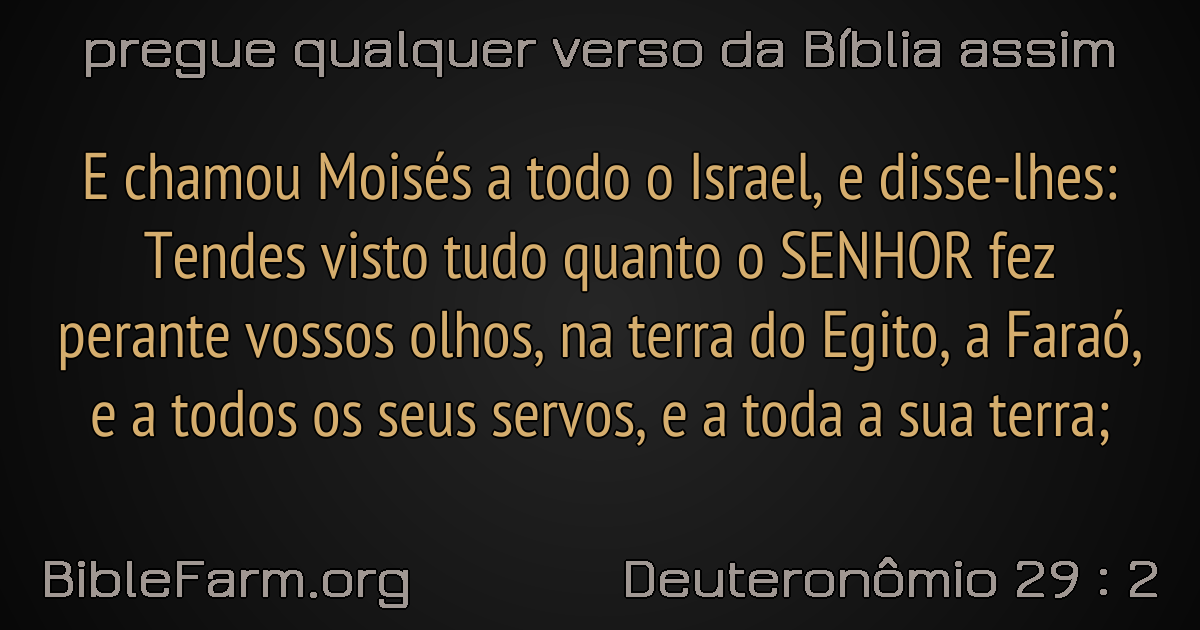 pregue qualquer verso da Bíblia assim
E chamou Moisés a todo o Israel, e disse-lhes:
Tendes visto tudo quanto o SENHOR fez
perante vossos olhos, na terra do Egito, a Faraó,
e a todos os seus servos, e a toda a sua terra;
BibleFarm.org
Deuteronômio 29 : 2